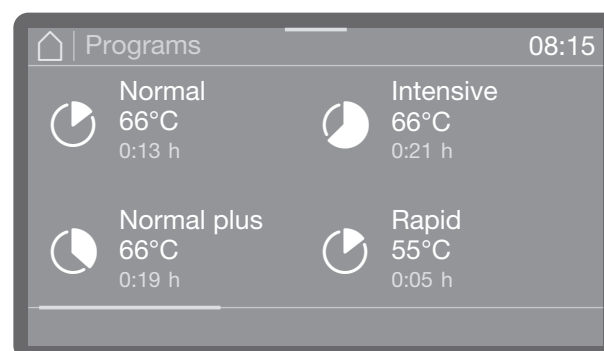 Programs
08:15
Normal
66°C
0:13 h
Intensive
66°C
0:21 h
Normal plus
66°C
0:19 h
Rapid
55°C
0:05 h